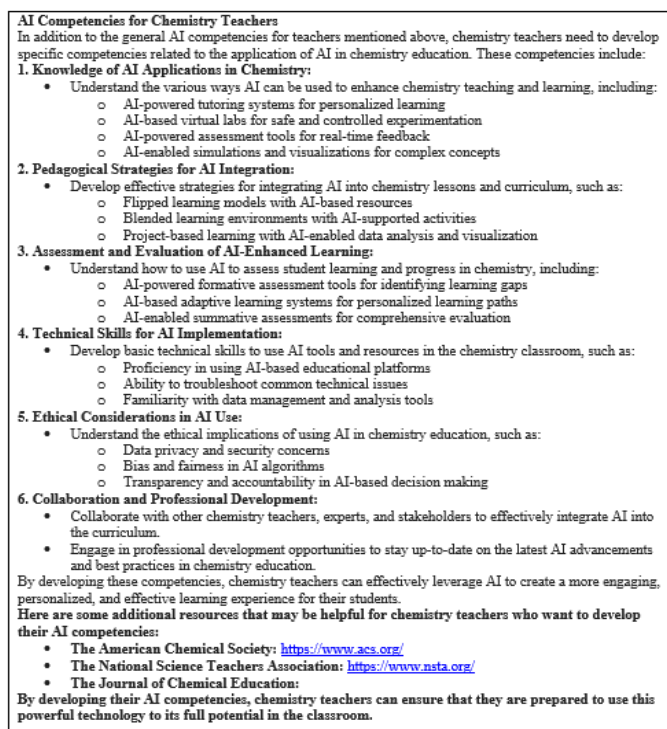 AI Competencies for Chemistry Teachers
In addition to the general AI competencies for teachers mentioned above, chemistry teachers need to develop
specific competencies related to the application of AI in chemistry education. These competencies include:
1. Knowledge of AI Applications in Chemistry:
• Understand the various ways AI can be used to enhance chemistry teaching and learning, including:
o AI-powered tutoring systems for personalized learning
o AI-based virtual labs for safe and controlled experimentation
o AI-powered assessment tools for real-time feedback
o AI-enabled simulations and visualizations for complex concepts
2. Pedagogical Strategies for AI Integration:
• Develop effective strategies for integrating AI into chemistry lessons and curriculum, such as:
o Flipped learning models with AI-based resources
o Blended learning environments with AI-supported activities
o Project-based learning with AI-enabled data analysis and visualization
3. Assessment and Evaluation of AI-Enhanced Learning:
• Understand how to use AI to assess student learning and progress in chemistry, including:
o AI-powered formative assessment tools for identifying learning gaps
o AI-based adaptive learning systems for personalized learning paths
o AI-enabled summative assessments for comprehensive evaluation
4. Technical Skills for AI Implementation:
• Develop basic technical skills to use AI tools and resources in the chemistry classroom, such as:
o Proficiency in using AI-based educational platforms
o Ability to troubleshoot common technical issues
o Familiarity with data management and analysis tools
5. Ethical Considerations in AI Use:
• Understand the ethical implications of using AI in chemistry education, such as:
o Data privacy and security concerns
o Bias and fairness in AI algorithms
o Transparency and accountability in AI-based decision making
6. Collaboration and Professional Development:
• Collaborate with other chemistry teachers, experts, and stakeholders to effectively integrate AI into
the curriculum.
• Engage in professional development opportunities to stay up-to-date on the latest AI advancements
and best practices in chemistry education.
By developing these competencies, chemistry teachers can effectively leverage AI to create a more engaging,
personalized, and effective learning experience for their students.
Here are some additional resources that may be helpful for chemistry teachers who want to develop
their AI competencies:
• The American Chemical Society: https://www.acs.org/
• The National Science Teachers Association: https://www.nsta.org/
• The Journal of Chemical Education:
By developing their AI competencies, chemistry teachers can ensure that they are prepared to use this
powerful technology to its full potential in the classroom.